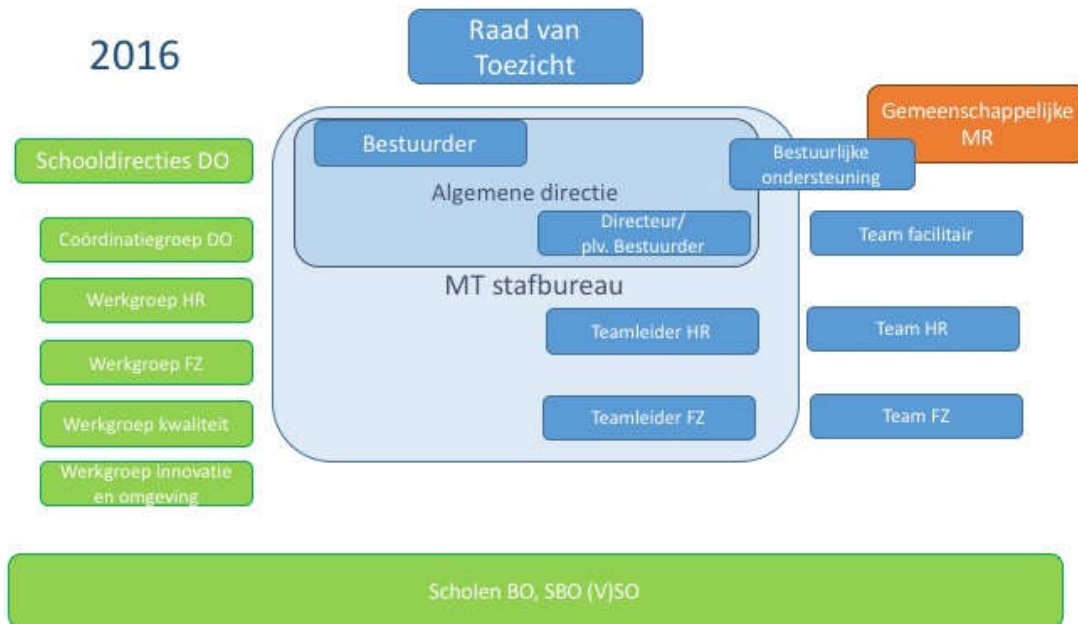 2016
Raad van
Toezicht
Gemeenschappelijke
MR
Schooldirecties DO
Bestuurder
Bestuurlijke
ondersteuning
Algemene directie
Coördinatiegroep DO
Directeur/
plv. Bestuurder
Team facilitair
MT stafbureau
Werkgroep HR
Teamleider HR
Team HR
Werkgroep FZ
Werkgroep kwaliteit
Teamleider FZ
Team FZ
Werkgroep innovatie
en omgeving
Scholen BO, SBO (V)SO